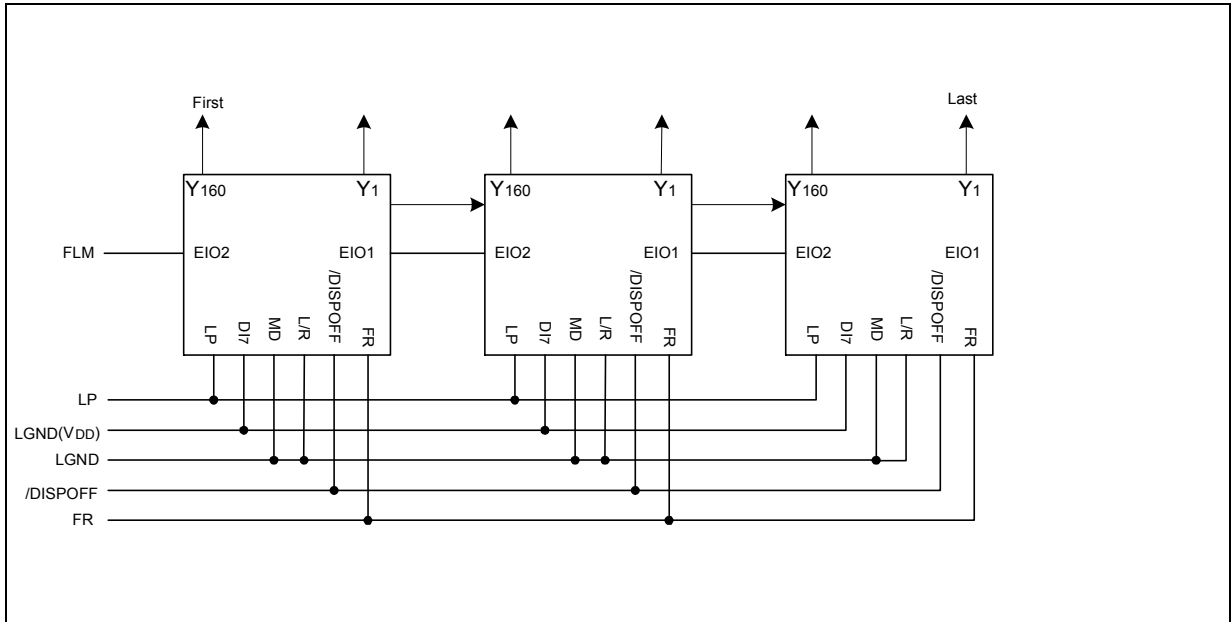 First Last
Y160 Y1 Y160 Y1 Y160 Y1
FLM EIO2 EIO1 EIO2 EIO1 EIO2 EIO1
LP DI7 MD L/R /DISPOFF FR LP DI7 MD L/R /DISPOFF FR LP DI7 MD L/R /DISPOFF FR
LP
LGND(VDD)
LGND
/DISPOFF
FR